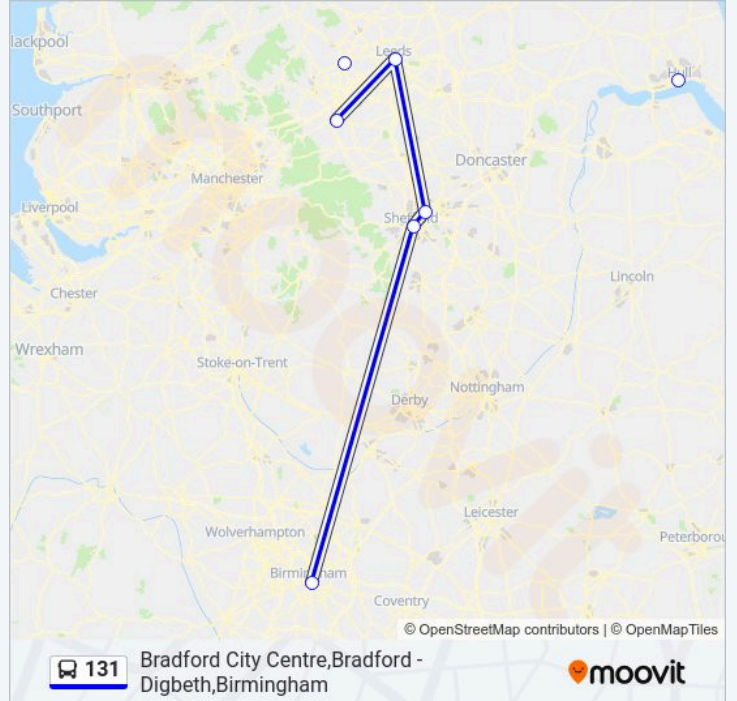 lackpool
Leeds
Hull
Southport
Doncaster
Manchester
Liverpool
Sheffield
Chester
Lincoln
Wrexham
Stoke-on-Trent
Nottingham
Derby
Leicester
Wolverhampton
Peterborou
Birmingham
Coventry
© OpenStreetMap contributors | © OpenMapTiles
131
Bradford City Centre,Bradford -
Digbeth,Birmingham
moovit
moovit